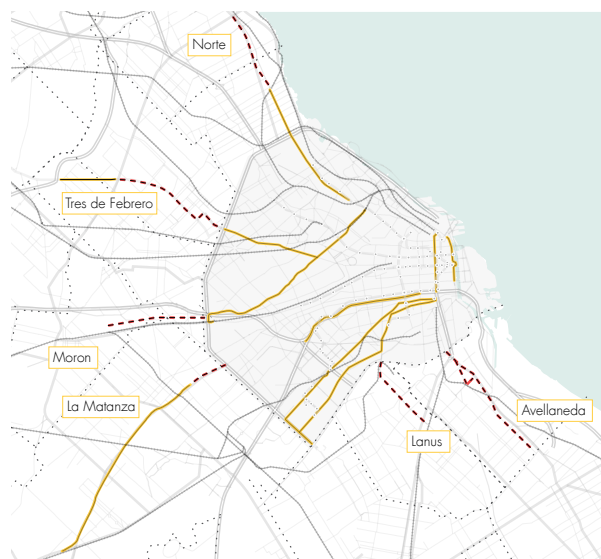 Norte
Tres de Febrero
Moron
La Matanza
Avellaneda
Lanus